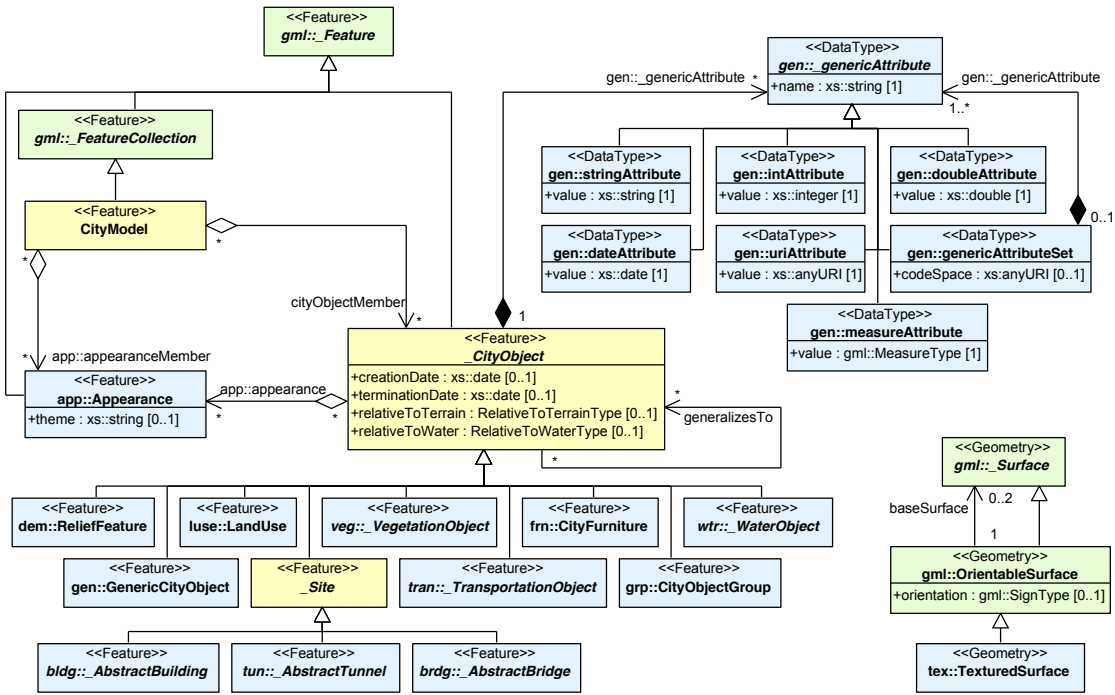 <<Feature>>
gml::_Feature
<<DataType>>
gen::_genericAttribute
+name : xs::string [1]
gen::_genericAttribute
*
gen::_genericAttribute
1..*
<<Feature>>
gml::_FeatureCollection
<<DataType>>
gen::stringAttribute
+value : xs::string [1]
<<DataType>>
gen::intAttribute
+value : xs::integer [1]
<<DataType>>
gen::doubleAttribute
+value : xs::double [1]
<<Feature>>
CityModel
*
*
0..1
<<DataType>>
gen::dateAttribute
+value : xs::date [1]
<<DataType>>
gen::uriAttribute
+value : xs::anyURI [1]
<<DataType>>
gen::genericAttributeSet
+codeSpace : xs:anyURI [0..1]
cityObjectMember
*
1
<<DataType>>
gen::measureAttribute
+value : gml::MeasureType [1]
<<Feature>>
_CityObject
+creationDate : xs::date [0..1]
+terminationDate : xs::date [0..1]
+relativeToTerrain : RelativeToTerrainType [0..1]
+relativeToWater : RelativeToWaterType [0..1]
*
app::appearanceMember
<<Feature>>
app::Appearance
+theme : xs::string [0..1]
app::appearance
*
*
*
generalizesTo
*
<<Geometry>>
gml::_Surface
baseSurface
0..2
1
<<Geometry>>
gml::OrientableSurface
+orientation : gml::SignType [0..1]
<<Geometry>>
tex::TexturedSurface
<<Feature>>
dem::ReliefFeature
<<Feature>>
luse::LandUse
<<Feature>>
veg::_VegetationObject
<<Feature>>
frn::CityFurniture
<<Feature>>
wtr::_WaterObject
<<Feature>>
gen::GenericCityObject
<<Feature>>
_Site
<<Feature>>
tran::_TransportationObject
<<Feature>>
grp::CityObjectGroup
<<Feature>>
bldg::_AbstractBuilding
<<Feature>>
tun::_AbstractTunnel
<<Feature>>
brdg::_AbstractBridge